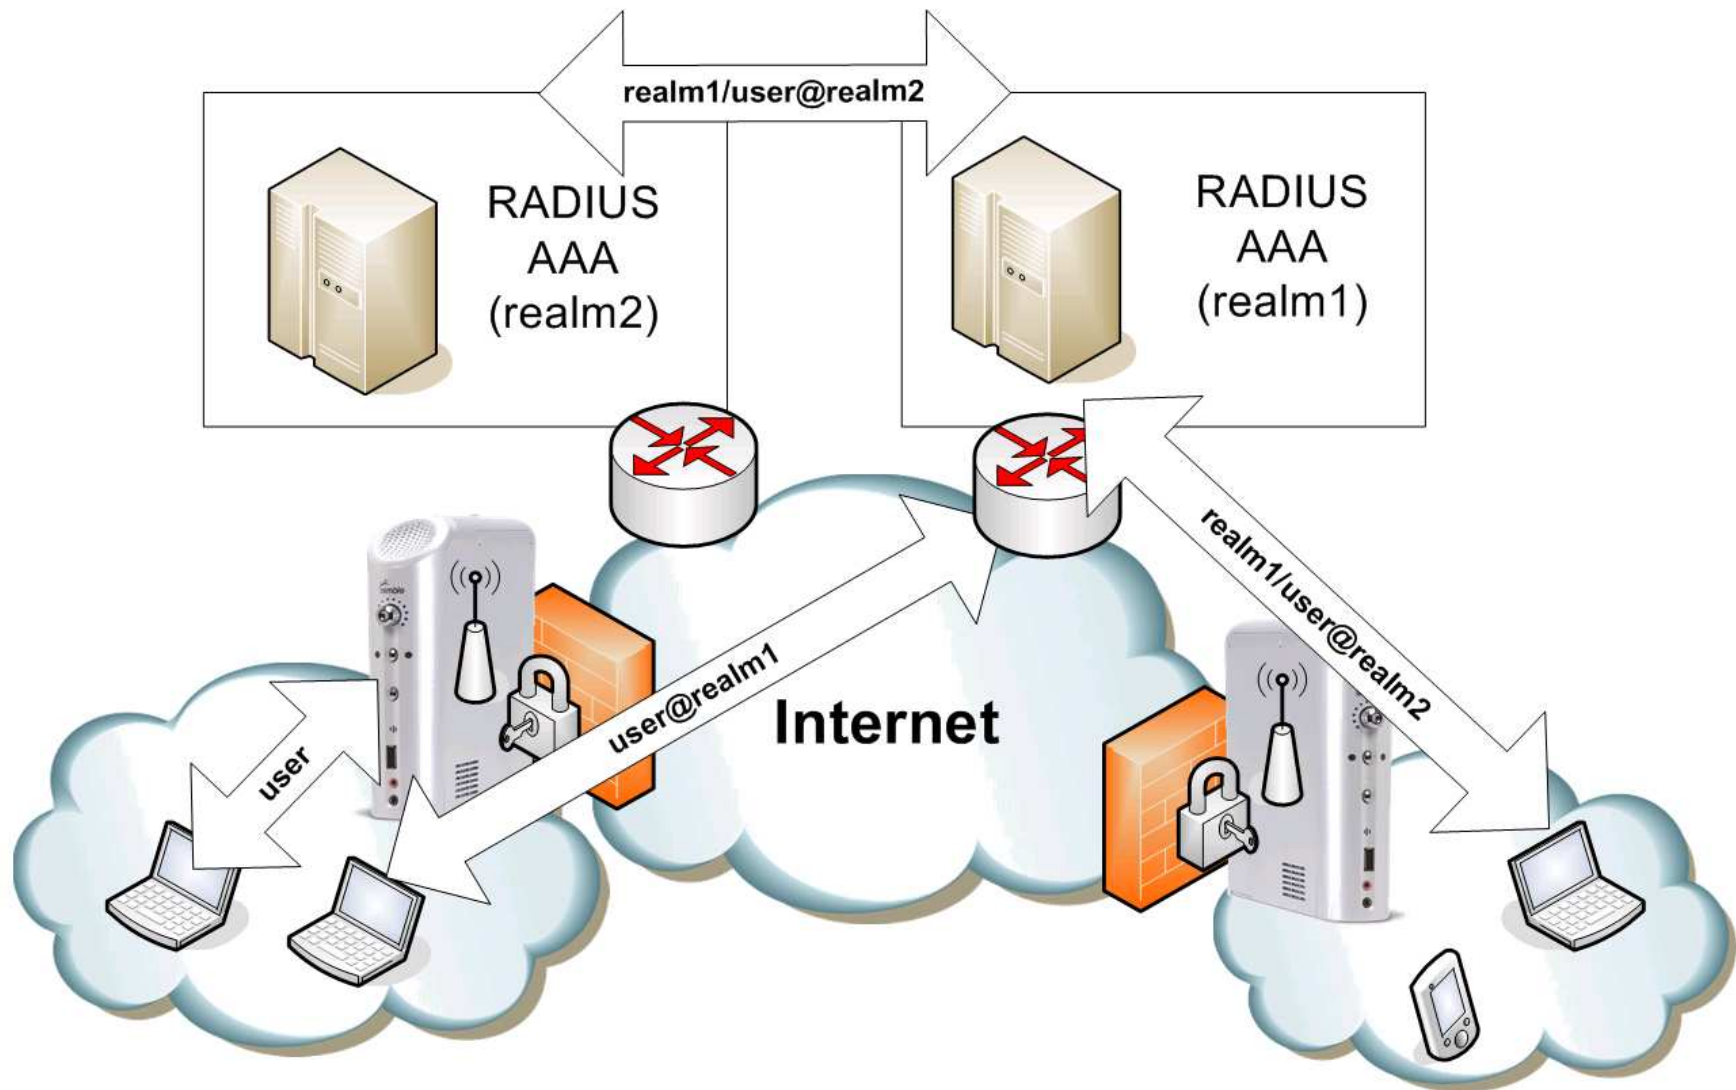 realm1/user@realm2
RADIUS
AAA
(realm2)
RADIUS
AAA
(realm1)
realm1/user@realm2
user@realm1
user
Internet